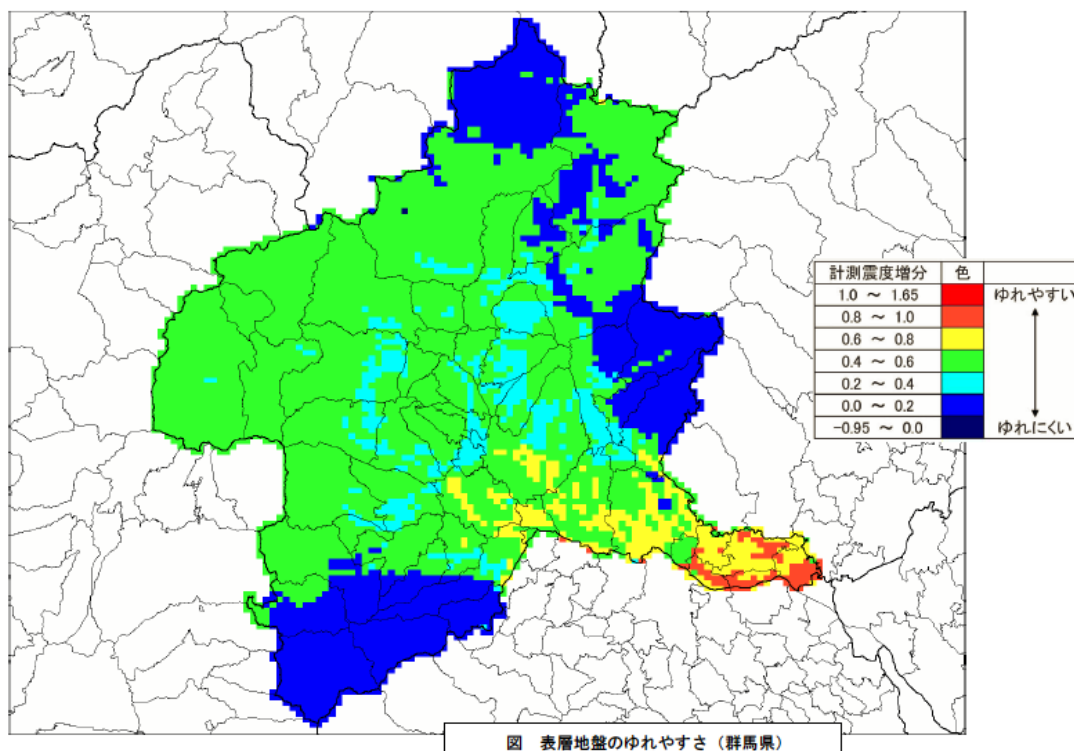 計測震度増分 色
1.0 ~ 1.65 ゆれやすい
0.8 ~ 1.0
0.6 ~ 0.8
0.4 ~ 0.6
0.2 ~ 0.4
0.0 ~ 0.2
-0.95 ~ 0.0 ゆれにくい
図 表層地盤のゆれやすさ(群馬県)